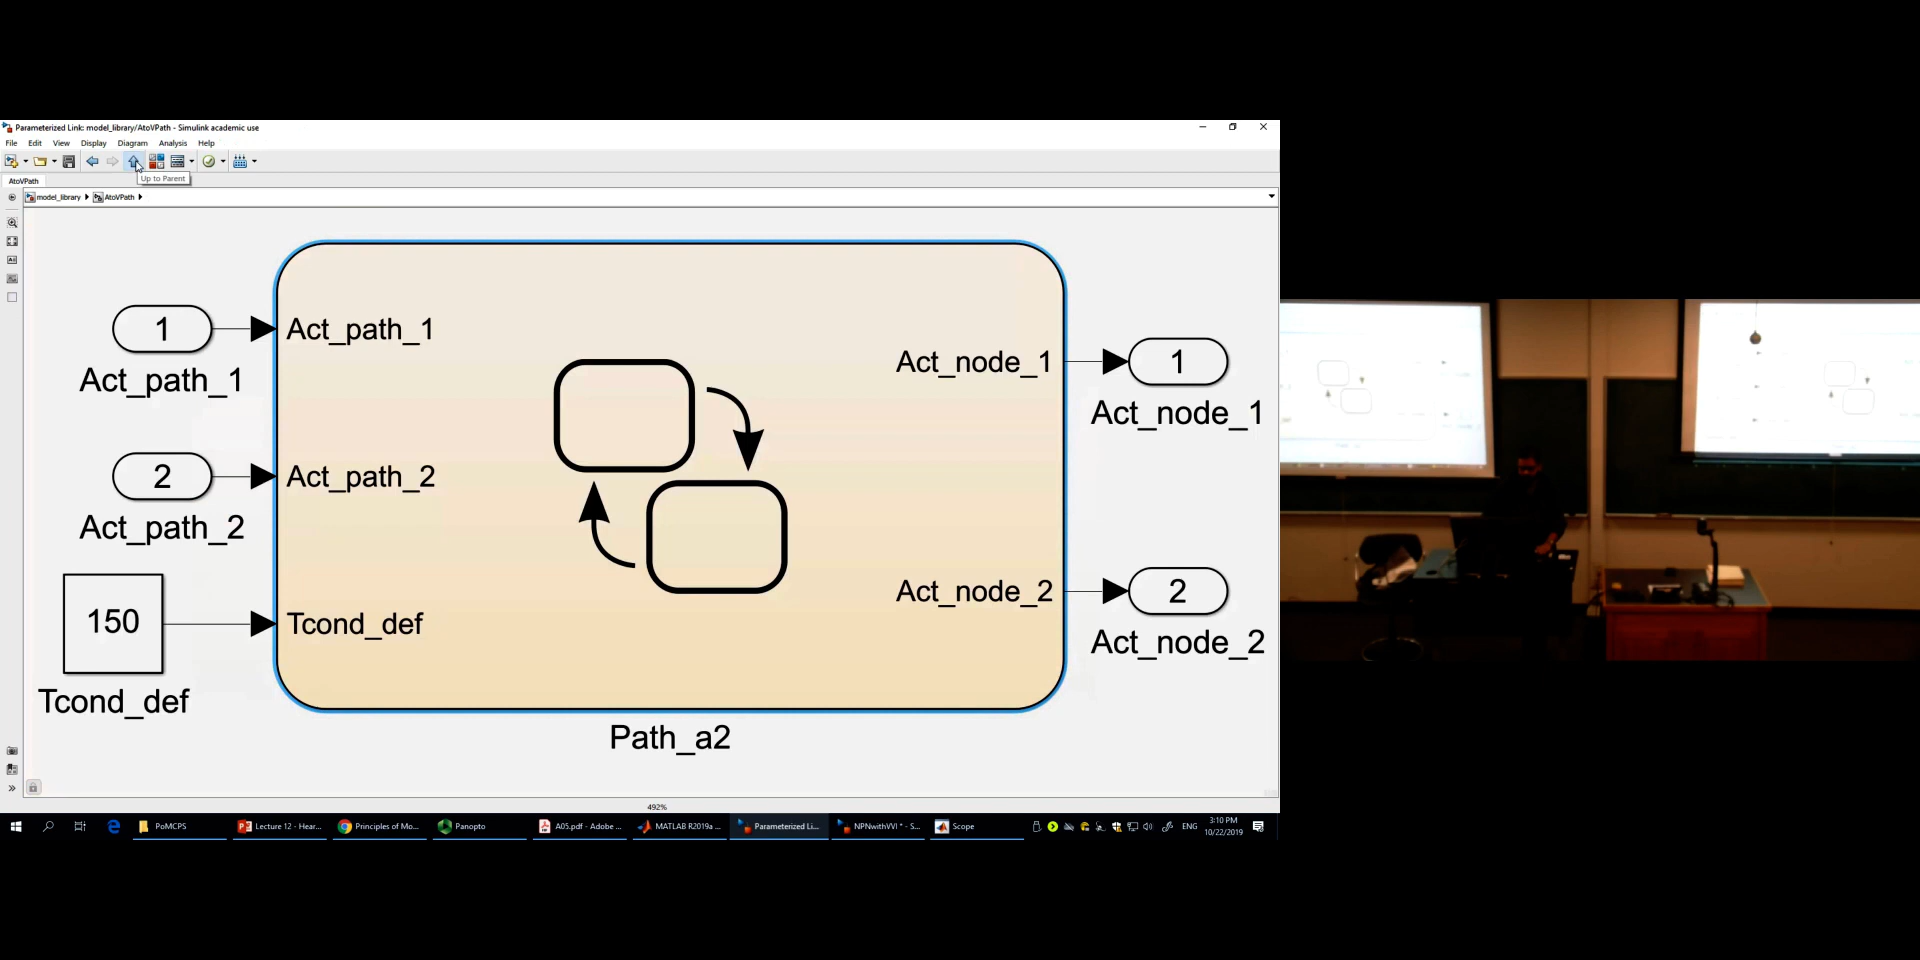 Parameterized Link: model_library/AtoVPath - Simulink academic use
File Edit View Display Diagram Analysis Help
Up to Parent
AtoVPath
model_library AtoVPath
1
Act_path_1
2
Act_path_2
150
Tcond_def
Act_path_1
Act_path_2
Tcond_def
Act_node_1
Act_node_2
1
Act_node_1
2
Act_node_2
Path_a2
492%
PoMCPS
Lecture 12 - Hear...
Principles of Mo...
Panopto
A05.pdf - Adobe ...
MATLAB R2019a ...
Parameterized Li...
NPNwithVVI * - S...
Scope
ENG
3:10 PM
10/22/2019